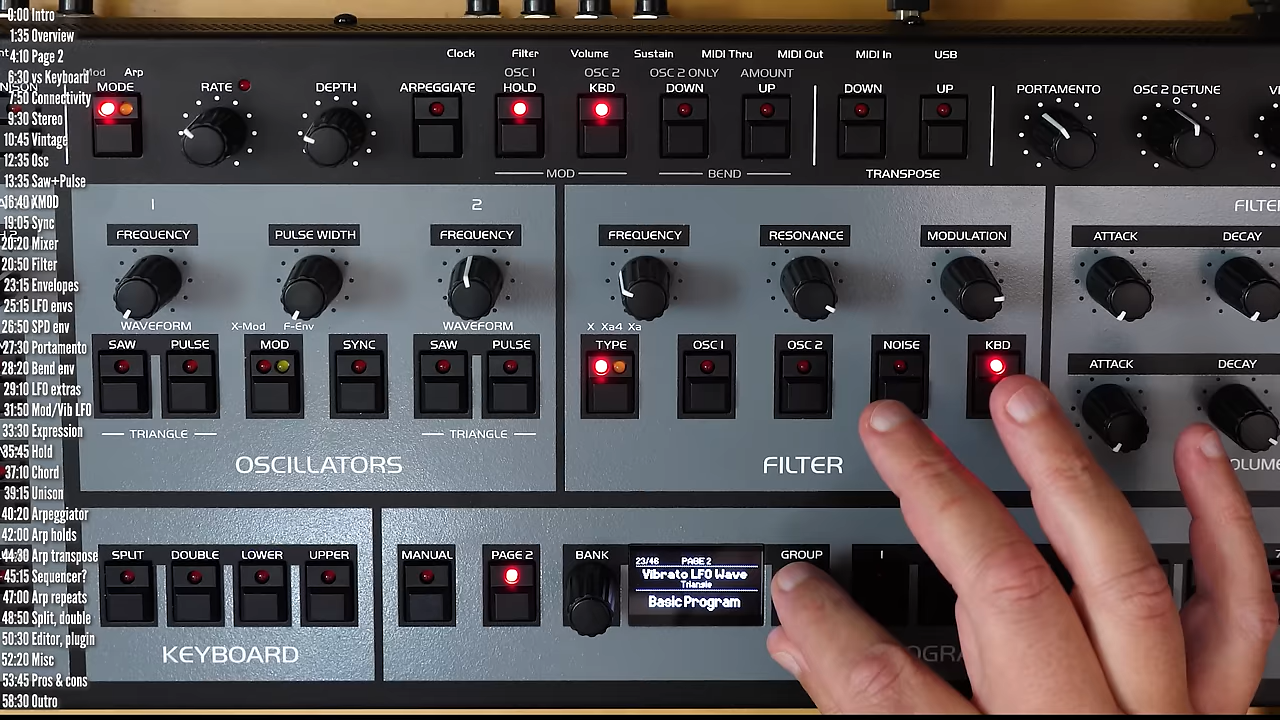 0:00 Intro
1:35 Overview
4:10 Page 2
6:30 vs Keyboard
7:50 Connectivity
9:30 Stereo
10:45 Vintage
12:35 Osc
13:35 Saw+Pulse
16:40 XMOD
19:05 Sync
20:20 Mixer
20:50 Filter
23:15 Envelopes
25:15 LFO envs
26:50 SPD env
27:30 Portamento
28:20 Bend env
29:10 LFO extras
31:50 Mod/Vib LFO
33:30 Expression
35:45 Hold
37:10 Chord
39:15 Unison
40:20 Arpeggiator
42:00 Arp holds
44:30 Arp transpose
45:15 Sequencer?
47:00 Arp repeats
48:50 Split, double
50:30 Editor, plugin
52:20 Misc
53:45 Pros & cons
58:30 Outro
Clock Filter Volume Sustain MIDI Thru MIDI Out MIDI In USB
Mod Arp OSC 1 OSC 2 OSC 2 ONLY AMOUNT
MODE RATE DEPTH ARPEGGIATE HOLD KBD DOWN UP DOWN UP PORTAMENTO OSC 2 DETUNE
MOD BEND TRANSPOSE
1 2 FILTE
FREQUENCY PULSE WIDTH FREQUENCY FREQUENCY RESONANCE MODULATION ATTACK DECAY
WAVEFORM X-Mod F-Env WAVEFORM X Xa4 Xa
SAW PULSE MOD SYNC SAW PULSE TYPE OSC 1 OSC 2 NOISE KBD ATTACK DECAY
TRIANGLE TRIANGLE
OSCILLATORS FILTER OLUME
SPLIT DOUBLE LOWER UPPER MANUAL PAGE 2 BANK GROUP 1 7
23/46 PAGE 2
Vibrato LFO Wave
Triangle
Basic Program
KEYBOARD OGRA